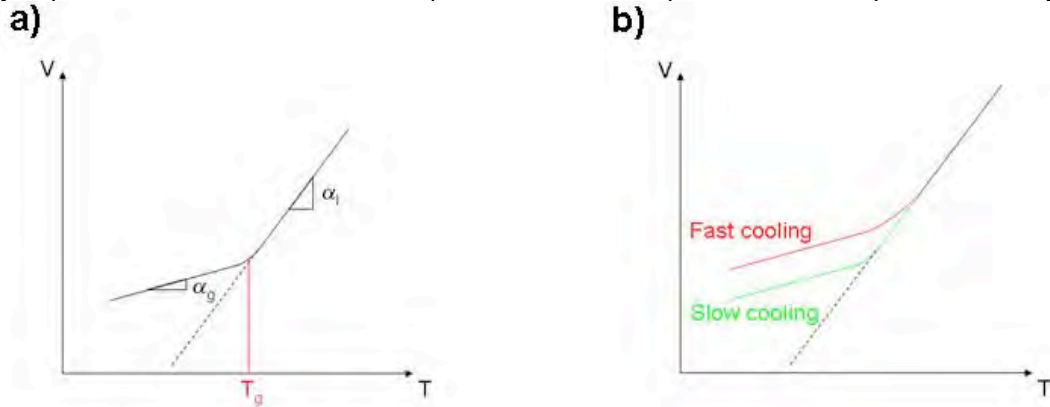 a)
V
α_l
α_g
T_g
T
b)
V
Fast cooling
Slow cooling
T